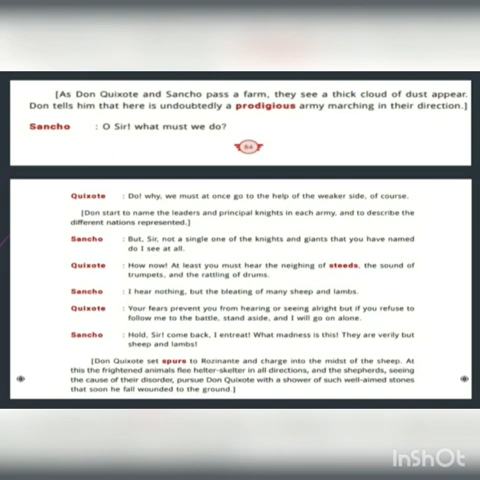 [As Don Quixote and Sancho pass a farm, they see a thick cloud of dust appear.
Don tells him that here is undoubtedly a prodigious army marching in their direction.]
Sancho : O Sir! what must we do?
84
Quixote : Do! why, we must at once go to the help of the weaker side, of course.
[Don start to name the leaders and principal knights in each army, and to describe the
different nations represented.]
Sancho : But, Sir, not a single one of the knights and giants that you have named
do I see at all.
Quixote : How now! At least you must hear the neighing of steeds, the sound of
trumpets, and the rattling of drums.
Sancho : I hear nothing, but the bleating of many sheep and lambs.
Quixote : Your fears prevent you from hearing or seeing alright but if you refuse to
follow me to the battle, stand aside, and I will go on alone.
Sancho : Hold, Sir! come back, I entreat! What madness is this! They are verily but
sheep and lambs!
[Don Quixote set spurs to Rozinante and charge into the midst of the sheep. At
this the frightened animals flee helter-skelter in all directions, and the shepherds, seeing
the cause of their disorder, pursue Don Quixote with a shower of such well-aimed stones
that soon he fall wounded to the ground.]
InShOt